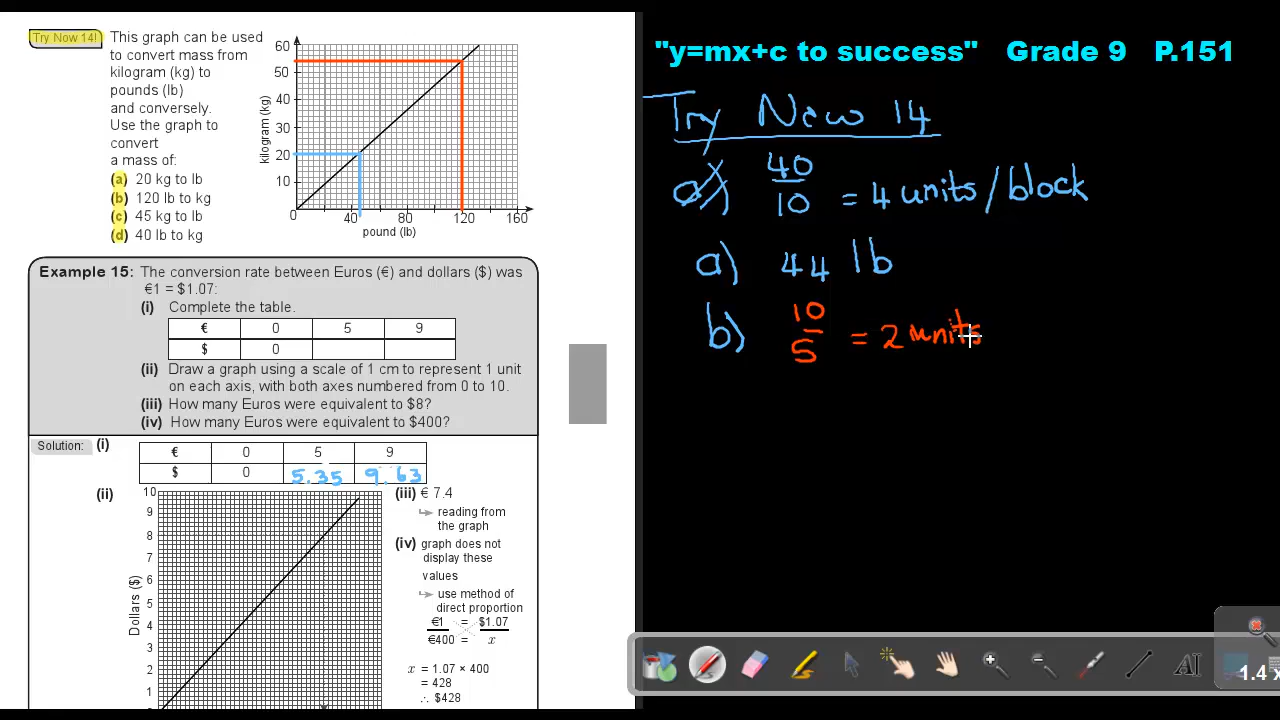 Try Now 14!
This graph can be used
to convert mass from
kilogram (kg) to
pounds (lb)
and conversely.
Use the graph to
convert
a mass of:
(a) 20 kg to lb
(b) 120 lb to kg
(c) 45 kg to lb
(d) 40 lb to kg
60
50
40
30
20
10
0
40
80
120
160
kilogram (kg)
pound (lb)
Example 15: The conversion rate between Euros (€) and dollars ($) was
€1 = $1.07:
(i) Complete the table.
€ 0 5 9
$ 0
(ii) Draw a graph using a scale of 1 cm to represent 1 unit
on each axis, with both axes numbered from 0 to 10.
(iii) How many Euros were equivalent to $8?
(iv) How many Euros were equivalent to $400?
Solution: (i)
€ 0 5 9
$ 0 5.35 9.63
(ii)
10
9
8
7
6
5
4
3
2
1
Dollars ($)
(iii) € 7.4
reading from
the graph
(iv) graph does not
display these
values
use method of
direct proportion
€1 = $1.07
€400 = x
x = 1.07 × 400
= 428
∴ $428
"y=mx+c to success" Grade 9 P.151
Try Now 14
a) 40
10 = 4 units/block
a) 44 lb
b) 10
5 = 2 units
AI
1.4 x